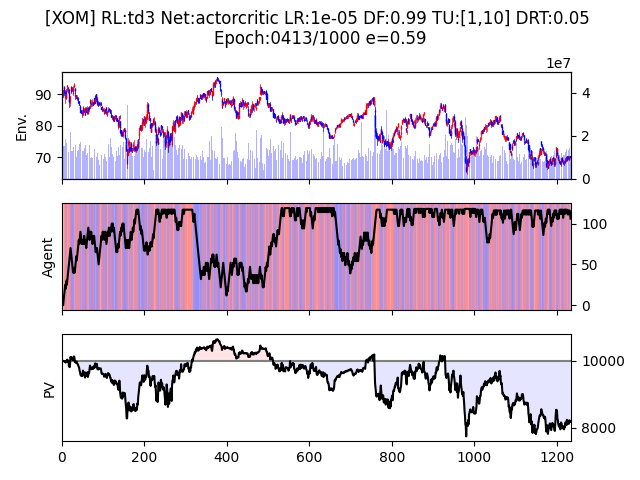 [XOM] RL:td3 Net:actorcritic LR:1e-05 DF:0.99 TU:[1,10] DRT:0.05
Epoch:0413/1000 e=0.59
1e7
Env.
90
80
70
4
2
0
Agent
100
50
0
PV
10000
8000
0 200 400 600 800 1000 1200